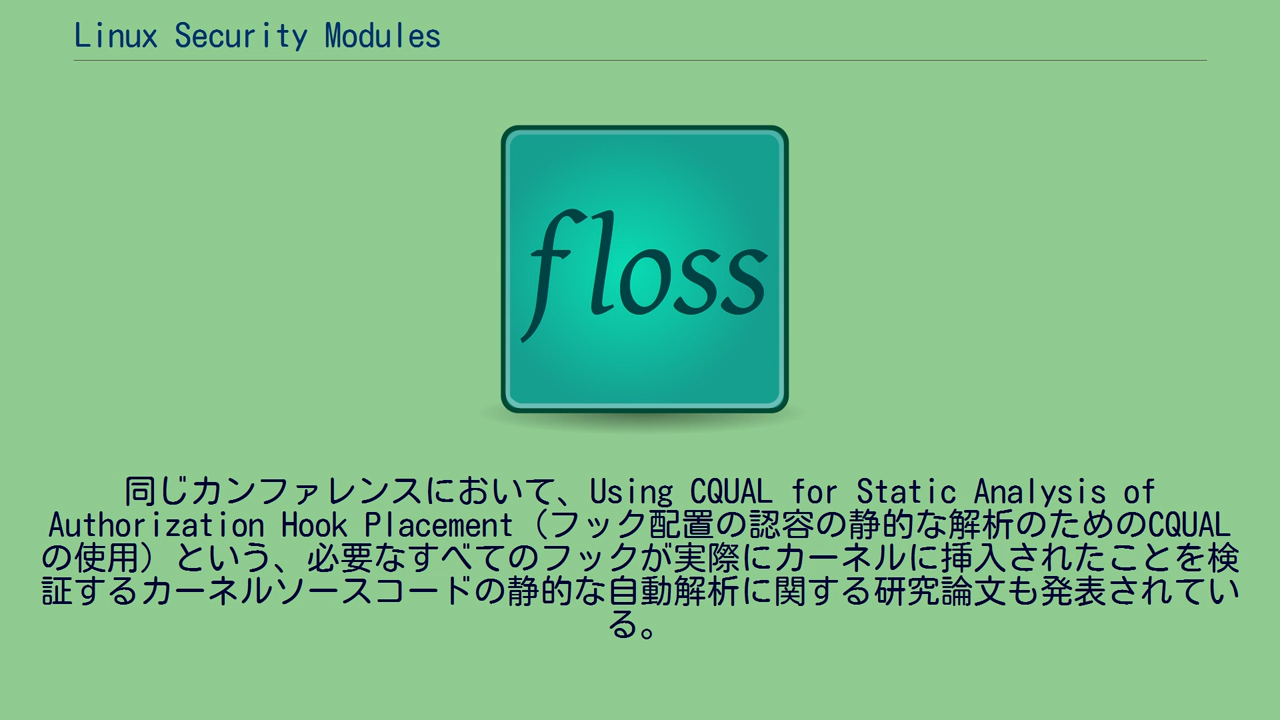 Linux Security Modules
floss
同じカンファレンスにおいて、Using CQUAL for Static Analysis of
Authorization Hook Placement（フック配置の認容の静的な解析のためのCQUAL
の使用）という、必要なすべてのフックが実際にカーネルに挿入されたことを検
証するカーネルソースコードの静的な自動解析に関する研究論文も発表されてい
る。